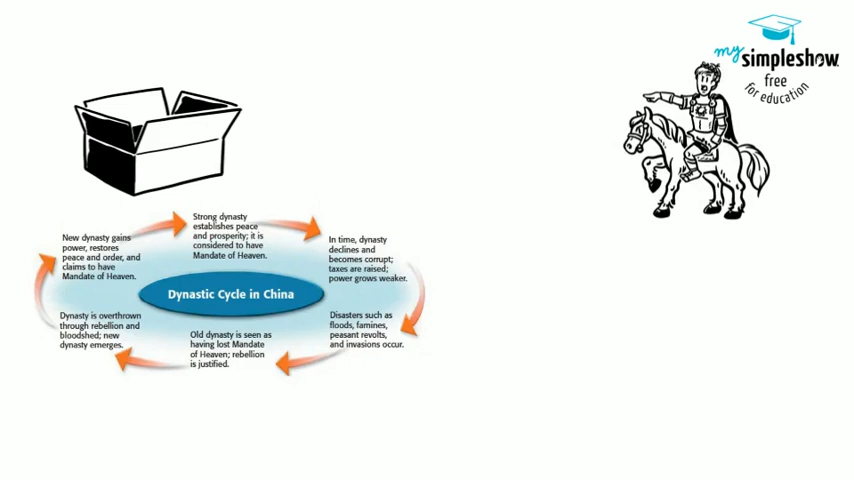 my
simpleshow
free
for education
Strong dynasty
establishes peace
and prosperity; it is
considered to have
Mandate of Heaven.
In time, dynasty
declines and
becomes corrupt;
taxes are raised;
power grows weaker.
Disasters such as
floods, famines,
peasant revolts,
and invasions occur.
Old dynasty is seen as
having lost Mandate
of Heaven; rebellion
is justified.
Dynasty is overthrown
through rebellion and
bloodshed; new
dynasty emerges.
New dynasty gains
power, restores
peace and order, and
claims to have
Mandate of Heaven.
Dynastic Cycle in China